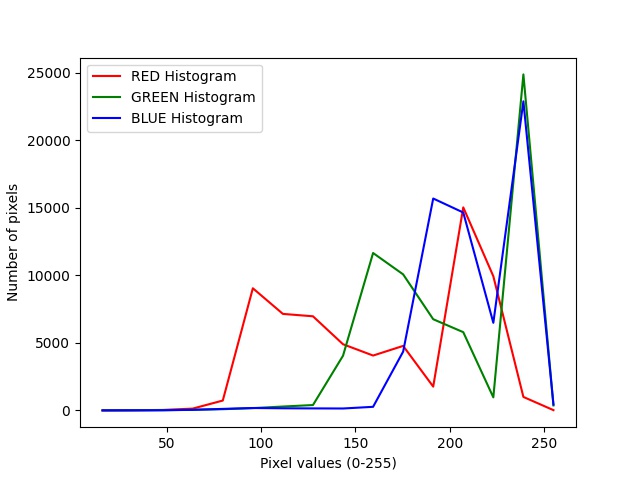 RED Histogram
GREEN Histogram
BLUE Histogram
25000
20000
15000
10000
5000
0
Number of pixels
50 100 150 200 250
Pixel values (0-255)